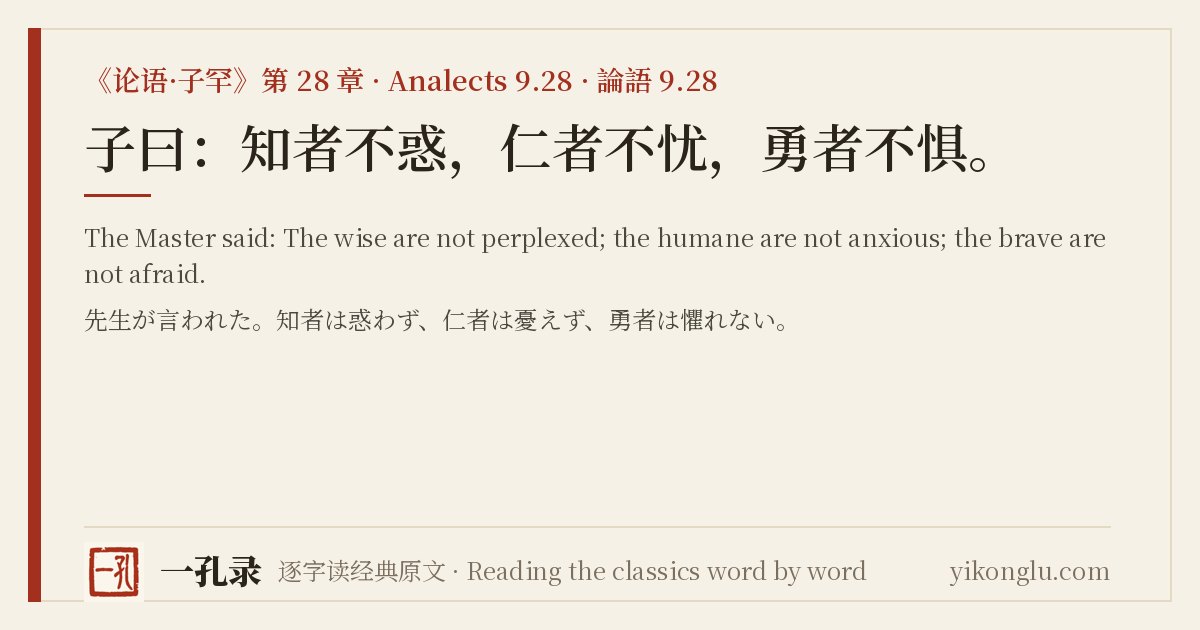 《论语·子罕》第 28 章 · Analects 9.28 · 論語 9.28
子曰：知者不惑，仁者不忧，勇者不惧。
The Master said: The wise are not perplexed; the humane are not anxious; the brave are
not afraid.
先生が言われた。知者は惑わず、仁者は憂えず、勇者は懼れない。
一孔
一孔录 逐字读经典原文 · Reading the classics word by word yikonglu.com